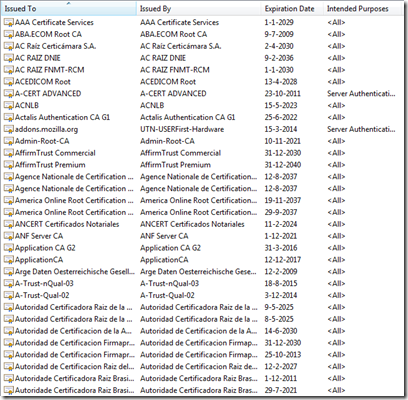 Issued To Issued By Expiration Date Intended Purposes
AAA Certificate Services AAA Certificate Services 1-1-2029 <All>
ABA.ECOM Root CA ABA.ECOM Root CA 9-7-2009 <All>
AC Raíz Certicámara S.A. AC Raíz Certicámara S.A. 2-4-2030 <All>
AC RAIZ DNIE AC RAIZ DNIE 9-2-2036 <All>
AC RAIZ FNMT-RCM AC RAIZ FNMT-RCM 1-1-2030 <All>
ACEDICOM Root ACEDICOM Root 13-4-2028 <All>
A-CERT ADVANCED A-CERT ADVANCED 23-10-2011 Server Authenticati...
ACNLB ACNLB 15-5-2023 <All>
Actalis Authentication CA G1 Actalis Authentication CA G1 25-6-2022 <All>
addons.mozilla.org UTN-USERFirst-Hardware 15-3-2014 Server Authenticati...
Admin-Root-CA Admin-Root-CA 10-11-2021 <All>
AffirmTrust Commercial AffirmTrust Commercial 31-12-2030 <All>
AffirmTrust Premium AffirmTrust Premium 31-12-2040 <All>
Agence Nationale de Certification ... Agence Nationale de Certification... 12-8-2037 <All>
Agence Nationale de Certification ... Agence Nationale de Certification... 12-8-2037 <All>
America Online Root Certification ... America Online Root Certification... 19-11-2037 <All>
America Online Root Certification ... America Online Root Certification... 29-9-2037 <All>
ANCERT Certificados Notariales ANCERT Certificados Notariales 11-2-2024 <All>
ANF Server CA ANF Server CA 1-12-2021 <All>
Application CA G2 Application CA G2 31-3-2016 <All>
ApplicationCA ApplicationCA 12-12-2017 <All>
Arge Daten Oesterreichische Gesell... Arge Daten Oesterreichische Gese... 12-2-2009 <All>
A-Trust-nQual-03 A-Trust-nQual-03 18-8-2015 <All>
A-Trust-Qual-02 A-Trust-Qual-02 3-12-2014 <All>
Autoridad Certificadora Raiz de la ... Autoridad Certificadora Raiz de la... 9-5-2025 <All>
Autoridad Certificadora Raiz de la ... Autoridad Certificadora Raiz de la... 8-5-2025 <All>
Autoridad de Certificacion de la A... Autoridad de Certificacion de la ... 14-6-2030 <All>
Autoridad de Certificacion Firmapr... Autoridad de Certificacion Firmap... 31-12-2030 <All>
Autoridad de Certificacion Firmapr... Autoridad de Certificacion Firmap... 25-10-2013 <All>
Autoridad de Certificacion Raiz del... Autoridad de Certificacion Raiz de... 12-2-2027 <All>
Autoridade Certificadora Raiz Brasi... Autoridade Certificadora Raiz Bras... 1-12-2011 <All>
Autoridade Certificadora Raiz Brasi... Autoridade Certificadora Raiz Bras... 29-7-2021 <All>